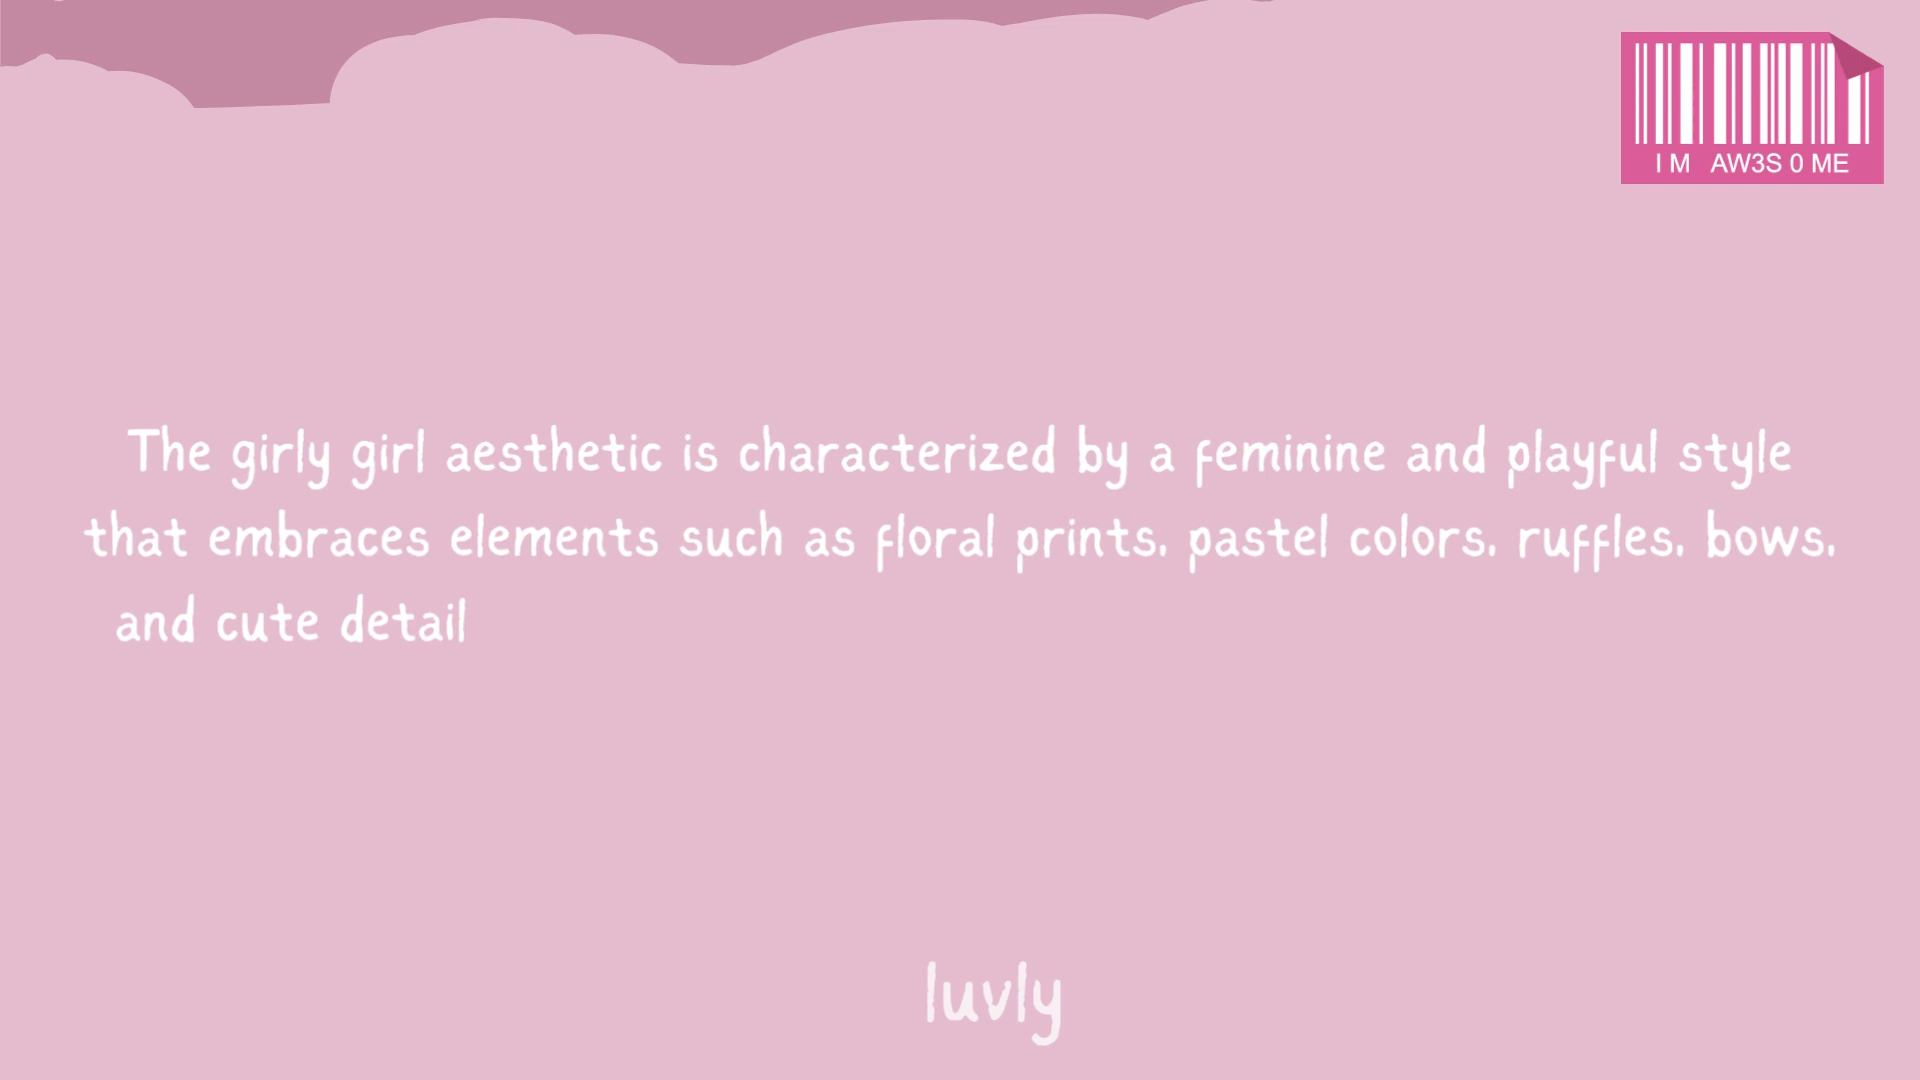 I M AW3S 0 ME
The girly girl aesthetic is characterized by a feminine and playful style
that embraces elements such as floral prints, pastel colors, ruffles, bows,
and cute detail
luvly